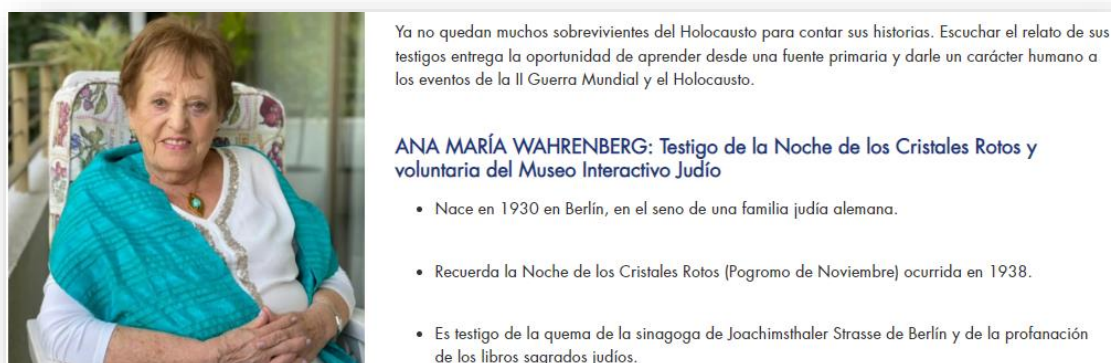 Ya no quedan muchos sobrevivientes del Holocausto para contar sus historias. Escuchar el relato de sus
testigos entrega la oportunidad de aprender desde una fuente primaria y darle un carácter humano a
los eventos de la II Guerra Mundial y el Holocausto.
ANA MARÍA WAHRENBERG: Testigo de la Noche de los Cristales Rotos y
voluntaria del Museo Interactivo Judío
• Nace en 1930 en Berlín, en el seno de una familia judía alemana.
• Recuerda la Noche de los Cristales Rotos (Pogromo de Noviembre) ocurrida en 1938.
• Es testigo de la quema de la sinagoga de Joachimsthaler Strasse de Berlín y de la profanación
de los libros sagrados judíos.